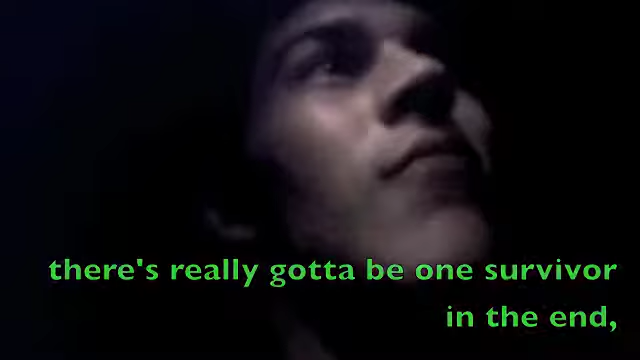 there's really gotta be one survivor
in the end,